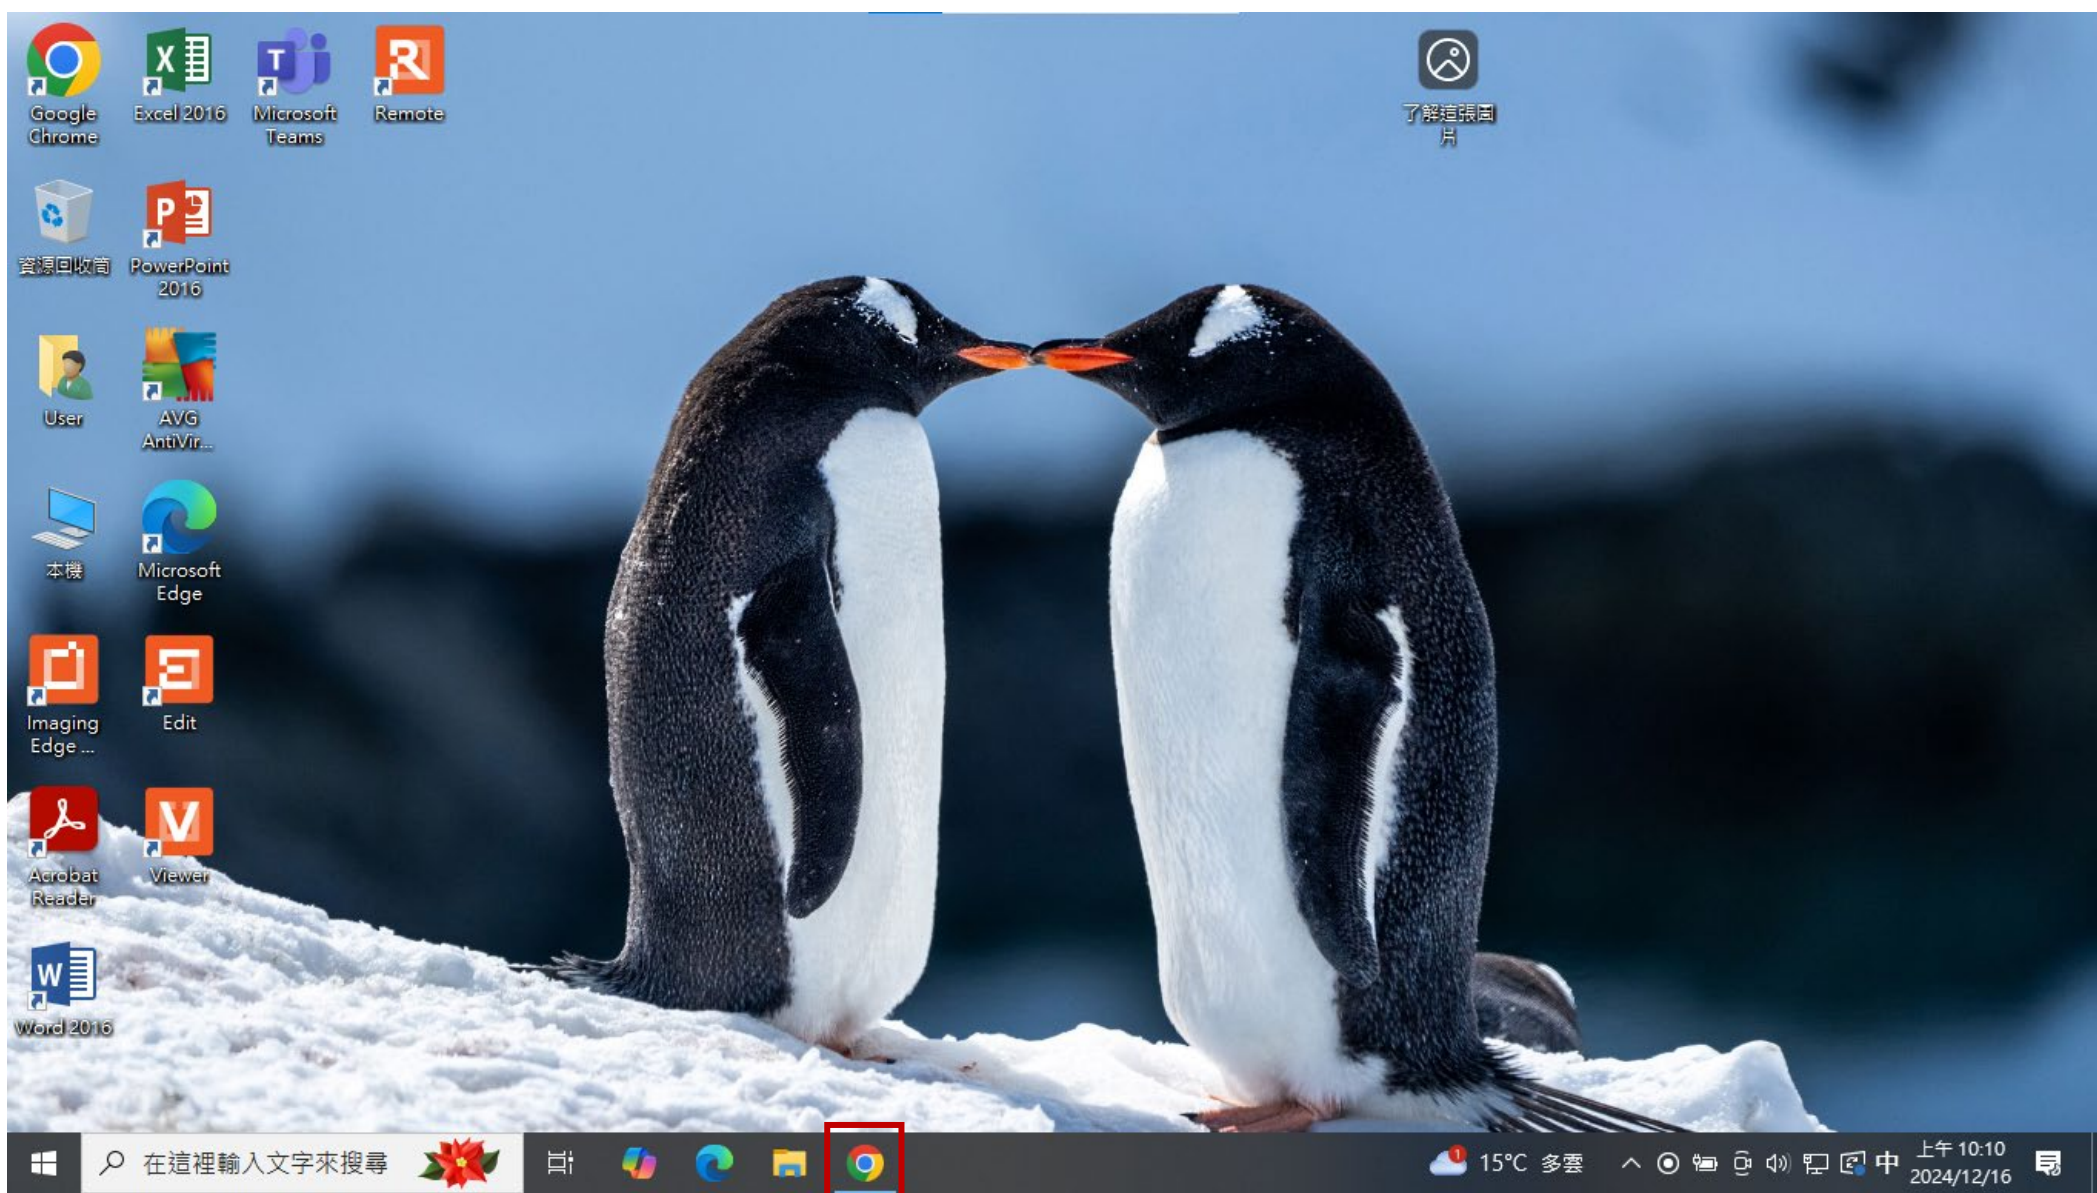 Google
Chrome
Excel 2016
Microsoft
Teams
Remote
了解這張圖
片
資源回收筒
PowerPoint
2016
User
AVG
AntiVir...
本機
Microsoft
Edge
Imaging
Edge ...
Edit
Acrobat
Reader
Viewer
Word 2016
在這裡輸入文字來搜尋
1
15°C 多雲
中
上午 10:10
2024/12/16